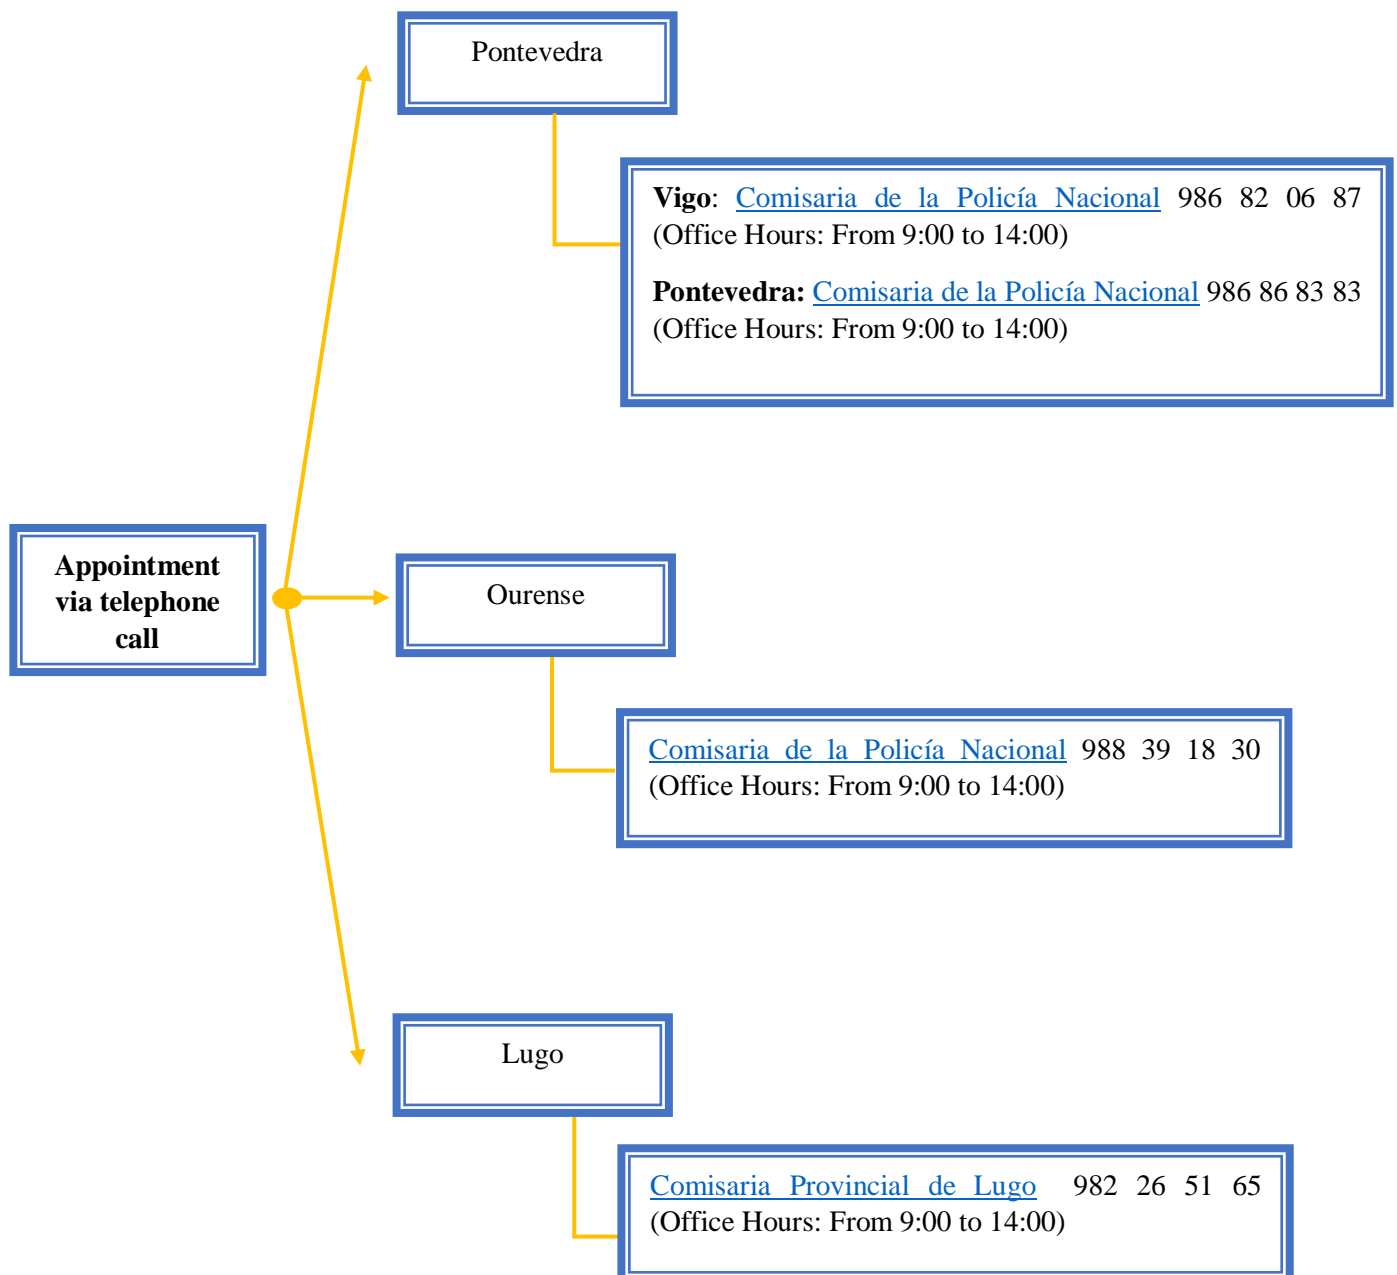 Pontevedra
Vigo: Comisaria de la Policía Nacional 986 82 06 87
(Office Hours: From 9:00 to 14:00)
Pontevedra: Comisaria de la Policía Nacional 986 86 83 83
(Office Hours: From 9:00 to 14:00)
Appointment
via telephone
call
Ourense
Comisaria de la Policía Nacional 988 39 18 30
(Office Hours: From 9:00 to 14:00)
Lugo
Comisaria Provincial de Lugo 982 26 51 65
(Office Hours: From 9:00 to 14:00)